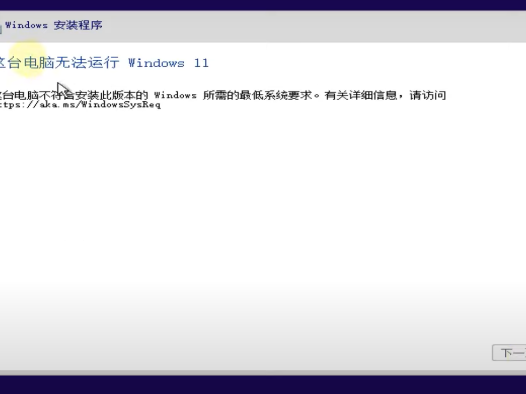 Windows 安装程序
这台电脑无法运行 Windows 11
这台电脑不符合安装此版本的 Windows 所需的最低系统要求。有关详细信息，请访问
ttps://aka.ms/WindowsSysReq
下一